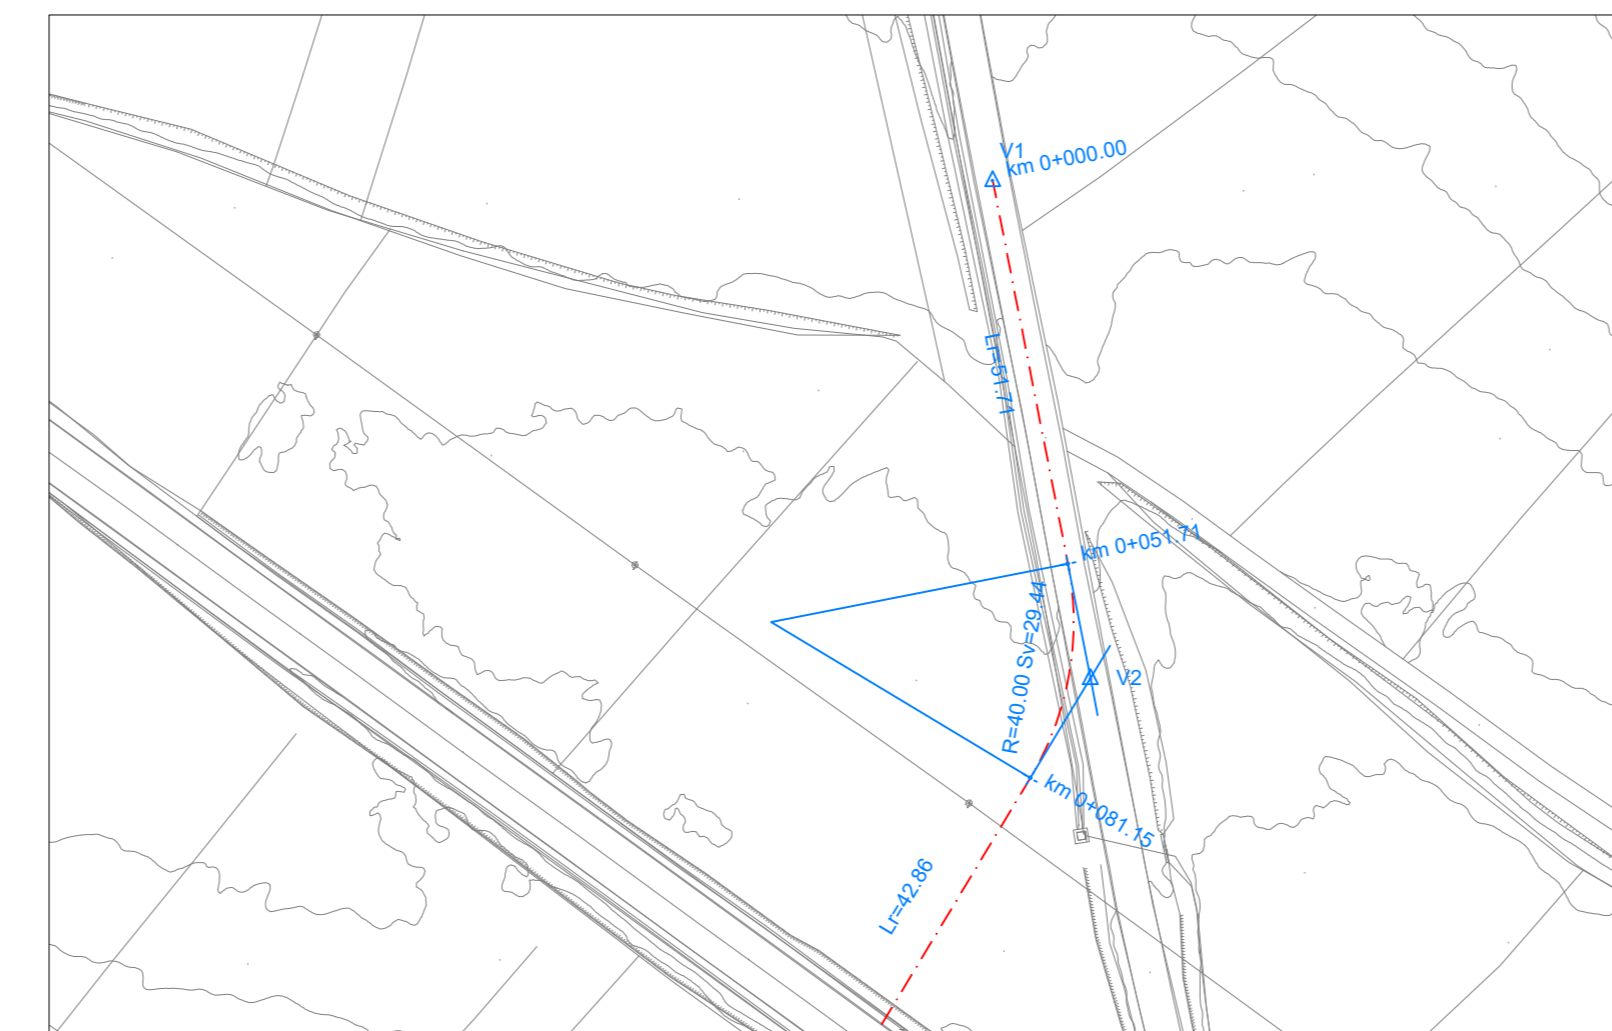 V1
km 0+000.00
Lr=51.71
km 0+051.71
R=40.00 Sv=29.44
V2
km 0+081.15
Lr=42.86